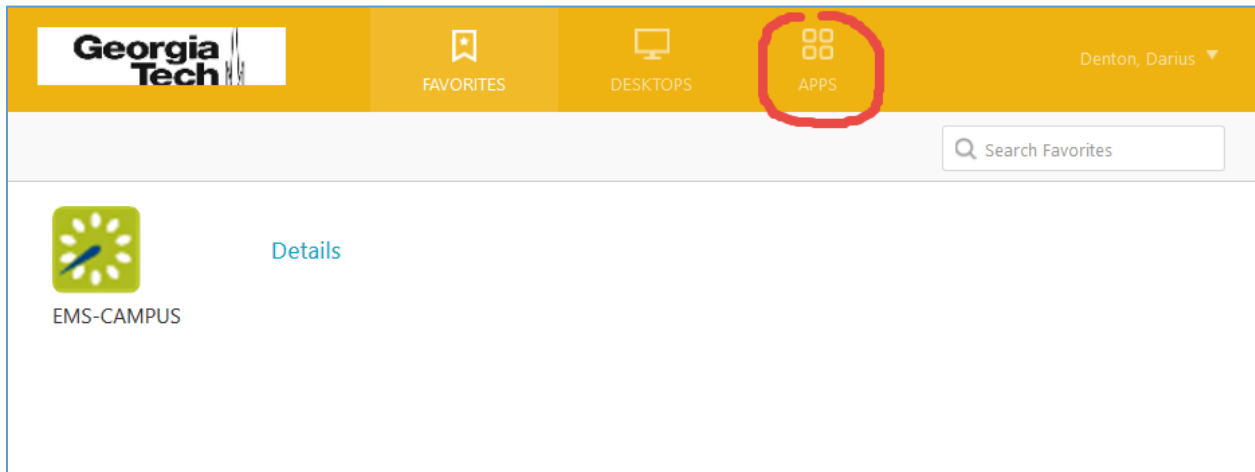 Georgia
Tech
FAVORITES
DESKTOPS
APPS
Denton, Darius
Search Favorites
Details
EMS-CAMPUS